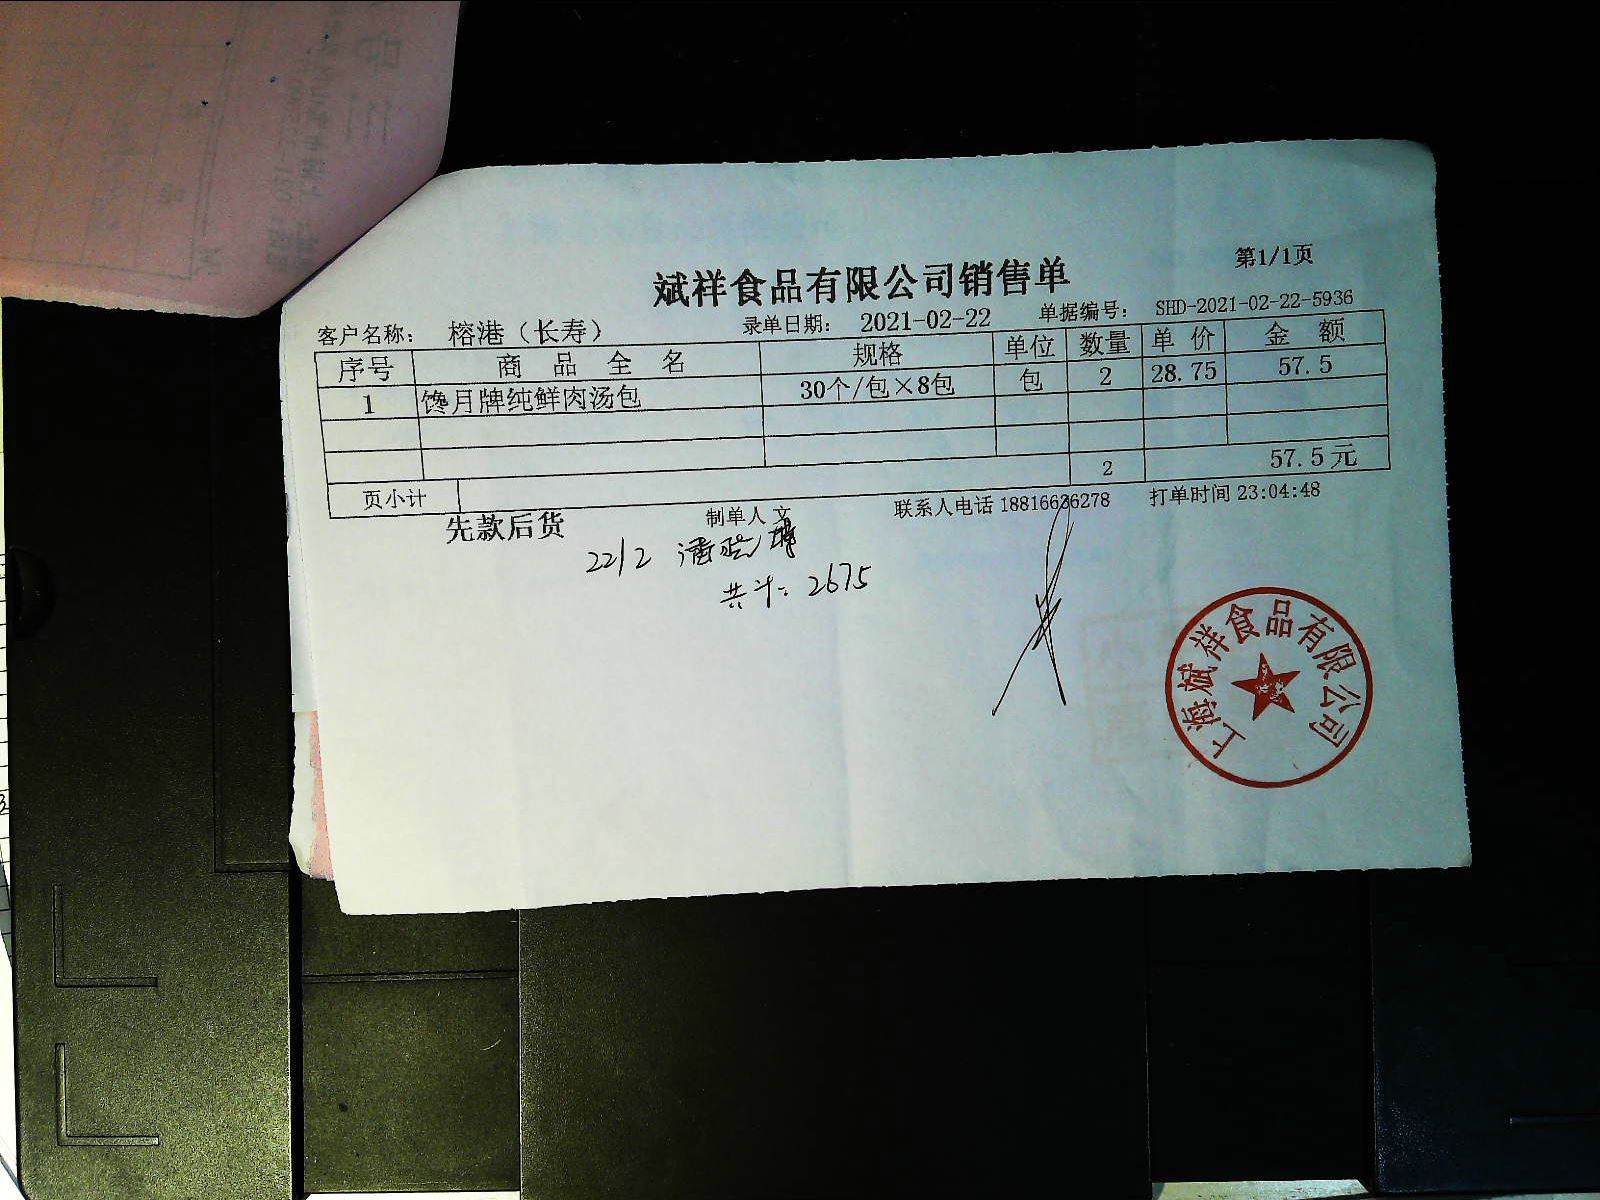 第1/1页
斌祥食品有限公司销售单
客户名称： 榕港（长寿） 录单日期： 2021-02-22 单据编号： SHD-2021-02-22-5936
序号 商品全名 规格 单位 数量 单价 金额
1 馋月牌纯鲜肉汤包 30个/包×8包 包 2 28.75 57.5
页小计 2 57.5元
先款后货 制单人 文 联系人电话 18816636278 打单时间 23:04:48
22/2 潘
共计：2675
上海斌祥食品有限公司